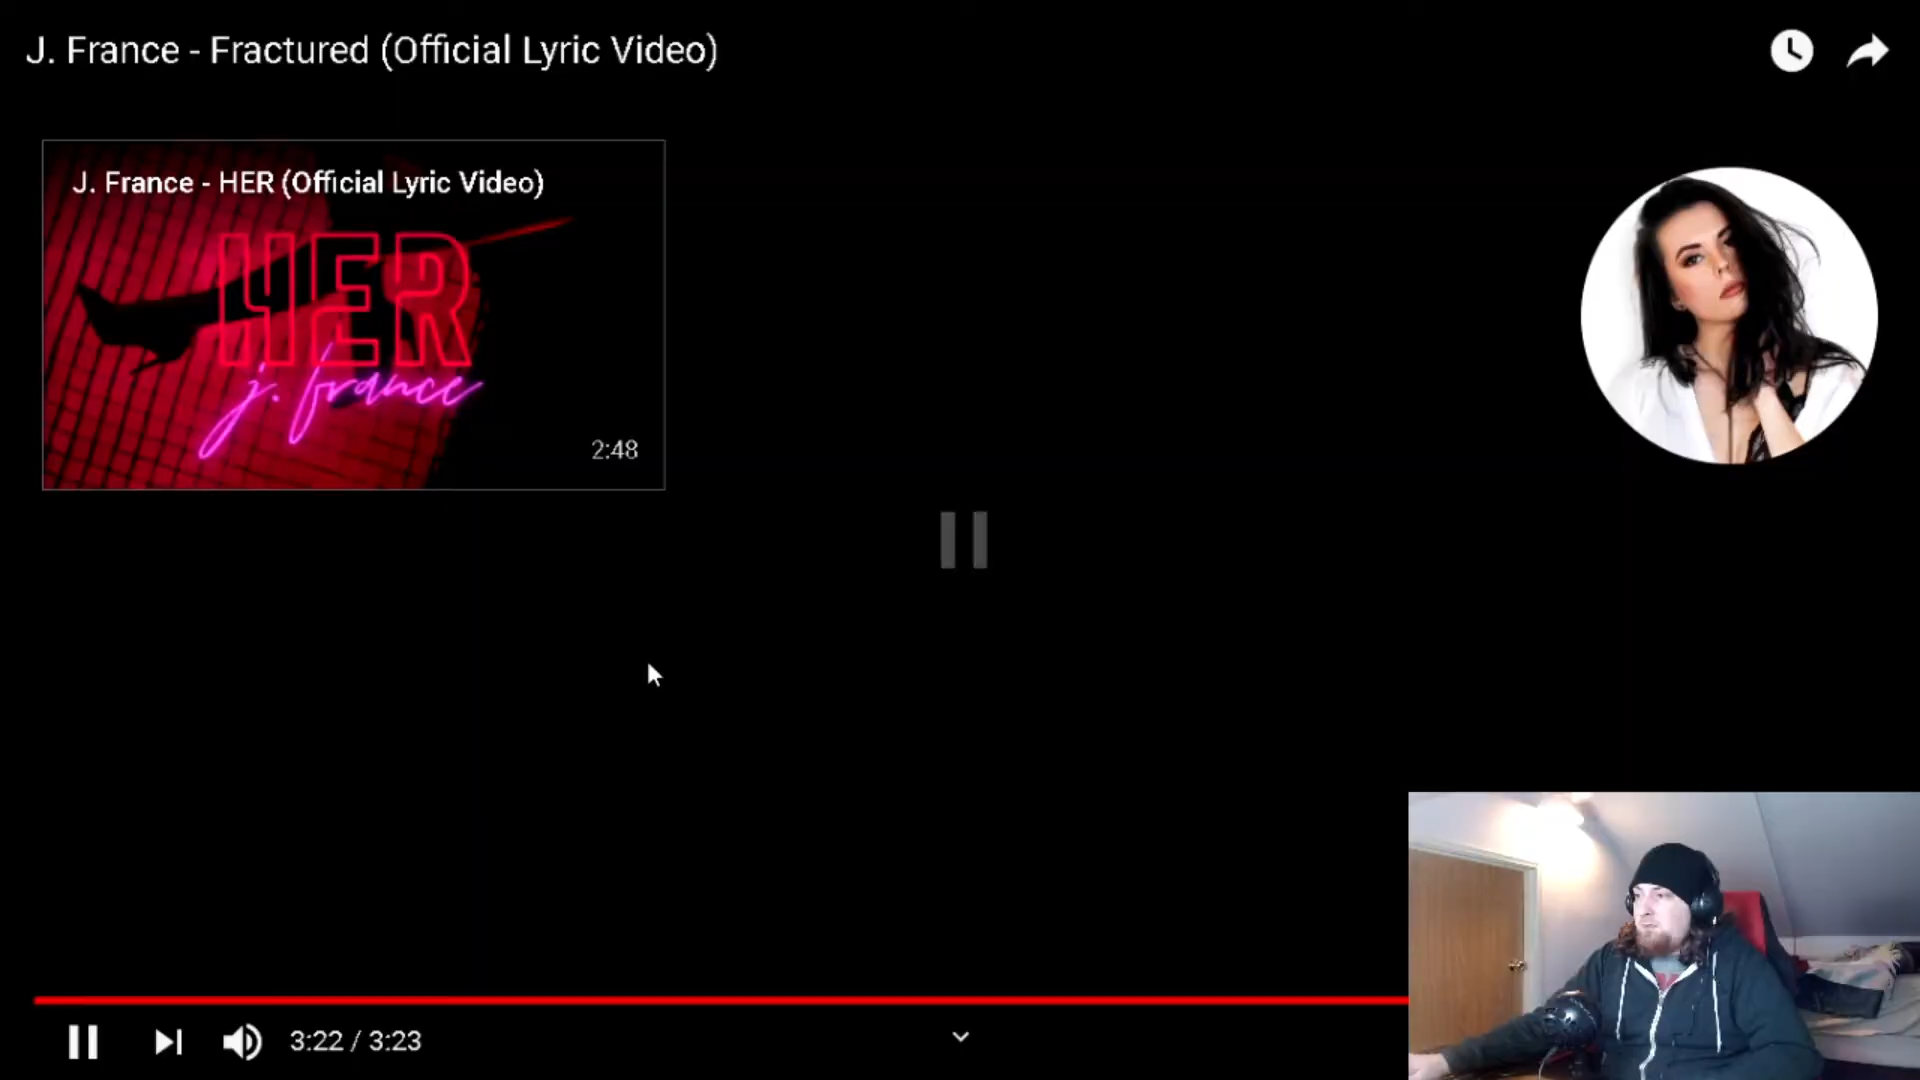 J. France - Fractured (Official Lyric Video)
J. France - HER (Official Lyric Video)
HER
j. france
2:48
3:22 / 3:23